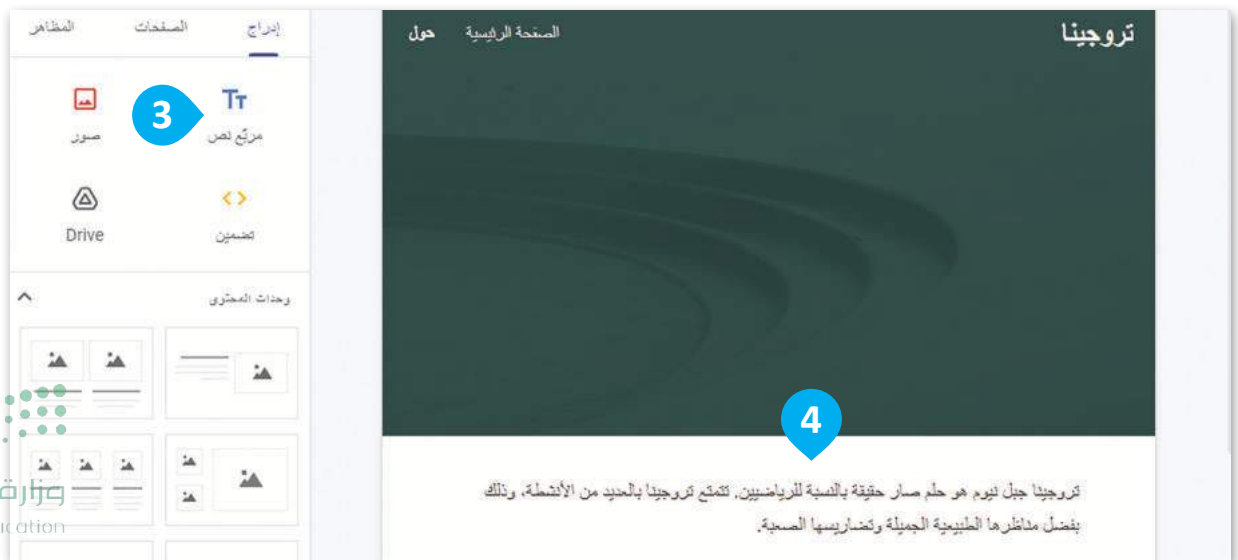 تروجينا
الصفحة الرئيسية حول
إدراج الصفحات المظاهر
3
مربّع نص صور
تضمين Drive
وحدات المحتوى
4
تروجينا جبل نيوم هو حلم صار حقيقة بالنسبة للرياضيين. تتمتع تروجينا بالعديد من الأنشطة، وذلك
بفضل مناظرها الطبيعية الجميلة وتضاريسها الصعبة.